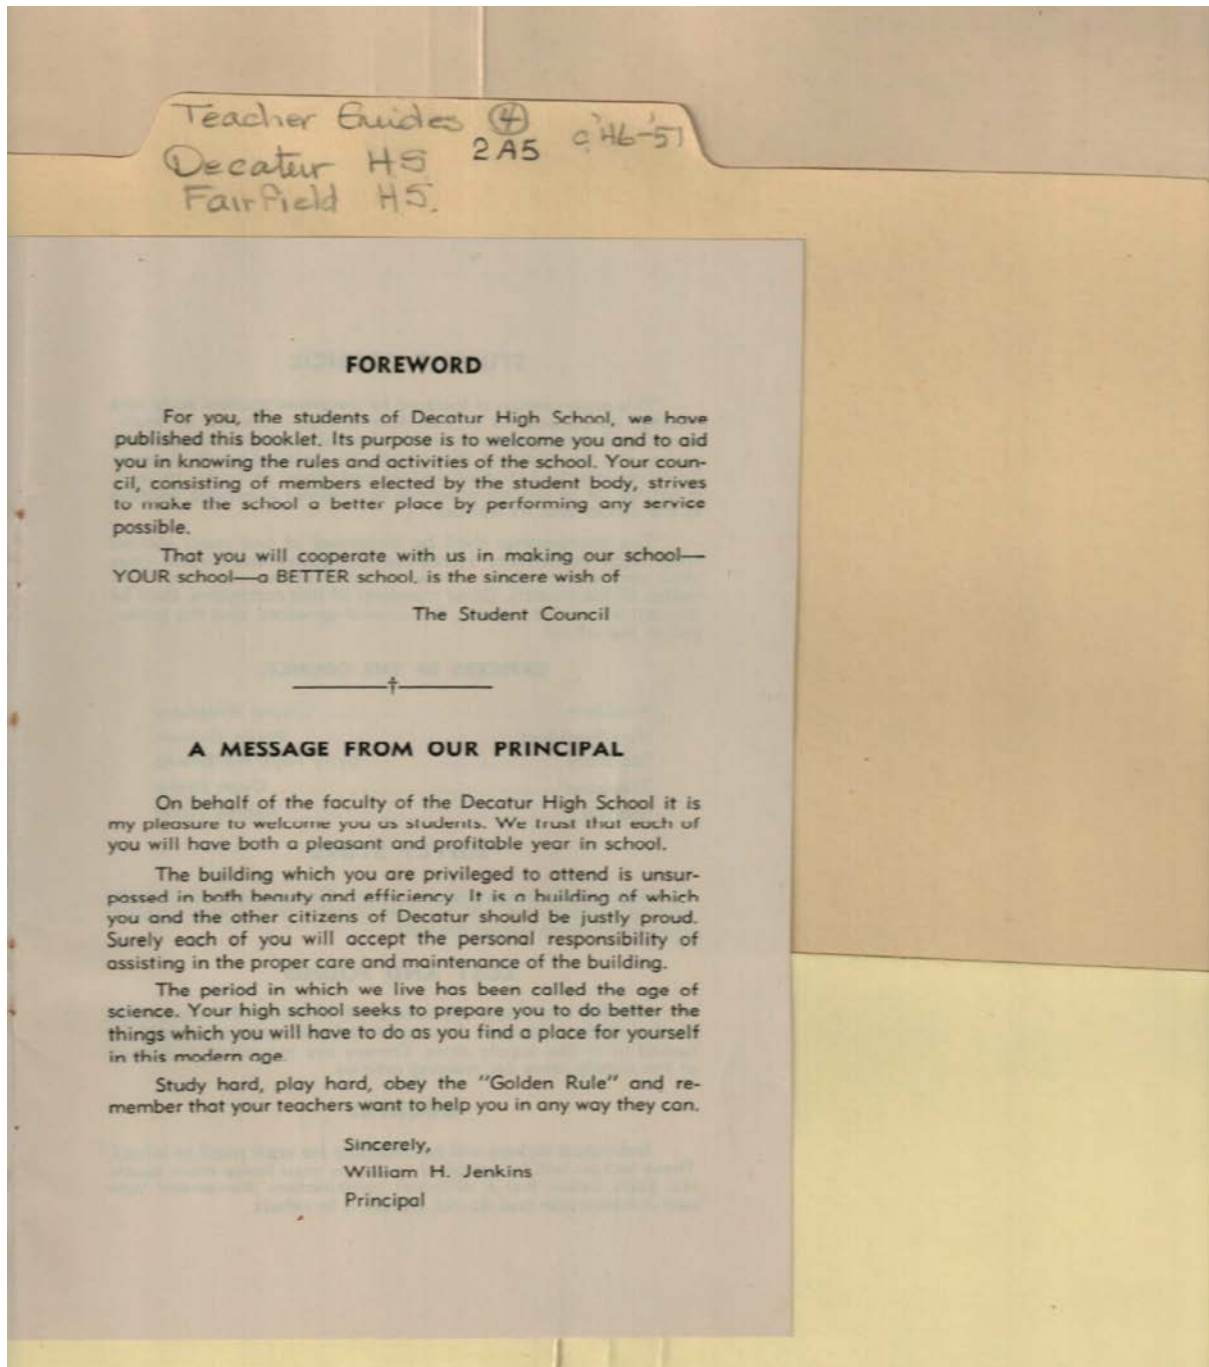 Teacher Guides 4
2A5 c'46-'51
Decatur HS
Fairfield H.S.
FOREWORD
For you, the students of Decatur High School, we have
published this booklet. Its purpose is to welcome you and to aid
you in knowing the rules and activities of the school. Your coun-
cil, consisting of members elected by the student body, strives
to make the school a better place by performing any service
possible.
That you will cooperate with us in making our school—
YOUR school—a BETTER school, is the sincere wish of
The Student Council
A MESSAGE FROM OUR PRINCIPAL
On behalf of the faculty of the Decatur High School it is
my pleasure to welcome you as students. We trust that each of
you will have both a pleasant and profitable year in school.
The building which you are privileged to attend is unsur-
passed in both beauty and efficiency. It is a building of which
you and the other citizens of Decatur should be justly proud.
Surely each of you will accept the personal responsibility of
assisting in the proper care and maintenance of the building.
The period in which we live has been called the age of
science. Your high school seeks to prepare you to do better the
things which you will have to do as you find a place for yourself
in this modern age.
Study hard, play hard, obey the "Golden Rule" and re-
member that your teachers want to help you in any way they can.
Sincerely,
William H. Jenkins
Principal